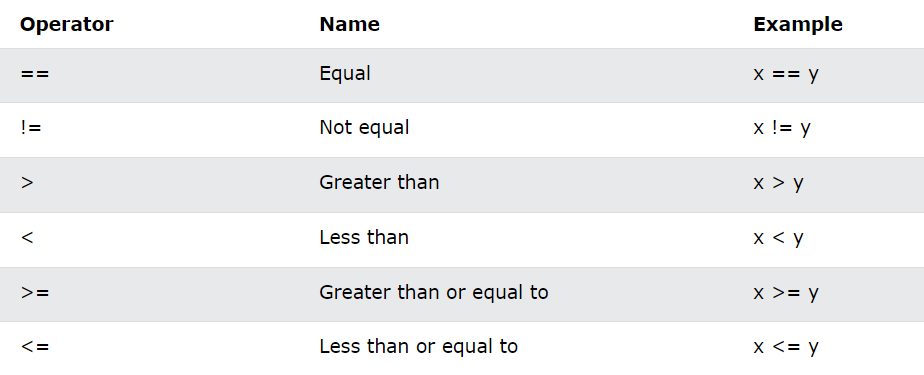 Operator Name Example
== Equal x == y
!= Not equal x != y
> Greater than x > y
< Less than x < y
>= Greater than or equal to x >= y
<= Less than or equal to x <= y